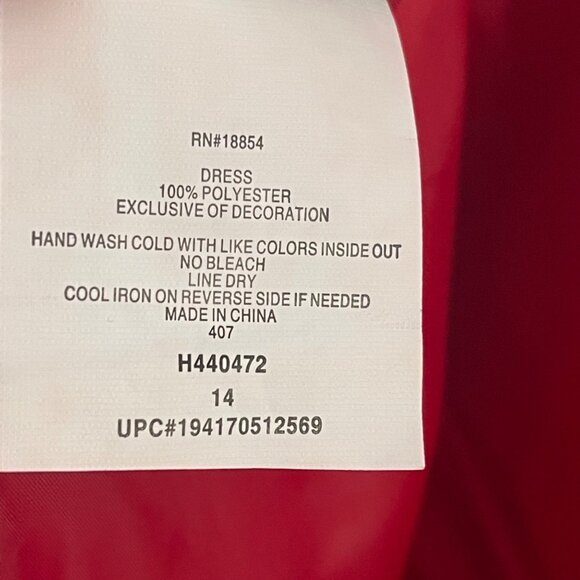 RN#18854
DRESS
100% POLYESTER
EXCLUSIVE OF DECORATION
HAND WASH COLD WITH LIKE COLORS INSIDE OUT
NO BLEACH
LINE DRY
COOL IRON ON REVERSE SIDE IF NEEDED
MADE IN CHINA
407
H440472
14
UPC#194170512569